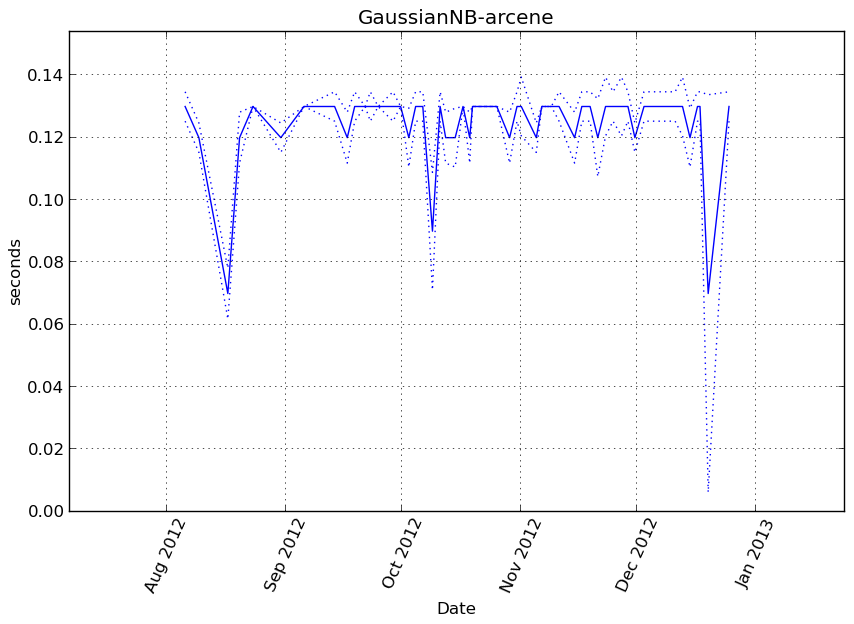 GaussianNB-arcene
0.14
0.12
0.10
0.08
0.06
0.04
0.02
0.00
seconds
Aug 2012
Sep 2012
Oct 2012
Nov 2012
Dec 2012
Jan 2013
Date